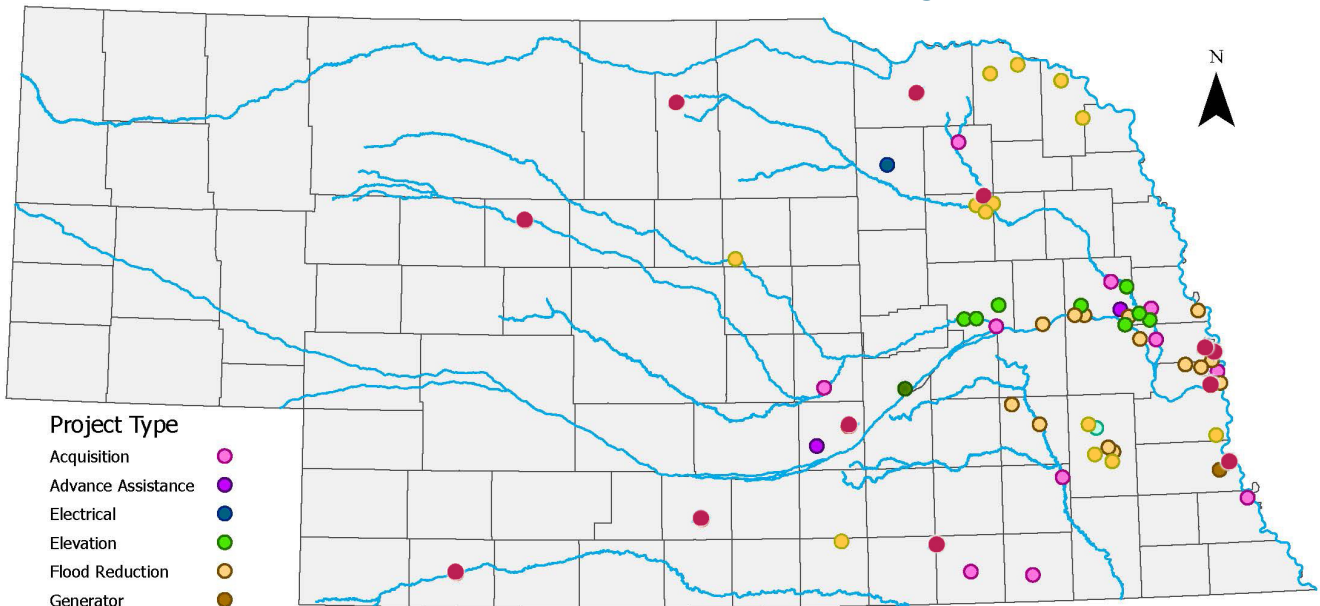 N
Project Type
Acquisition
Advance Assistance
Electrical
Elevation
Flood Reduction
Generator